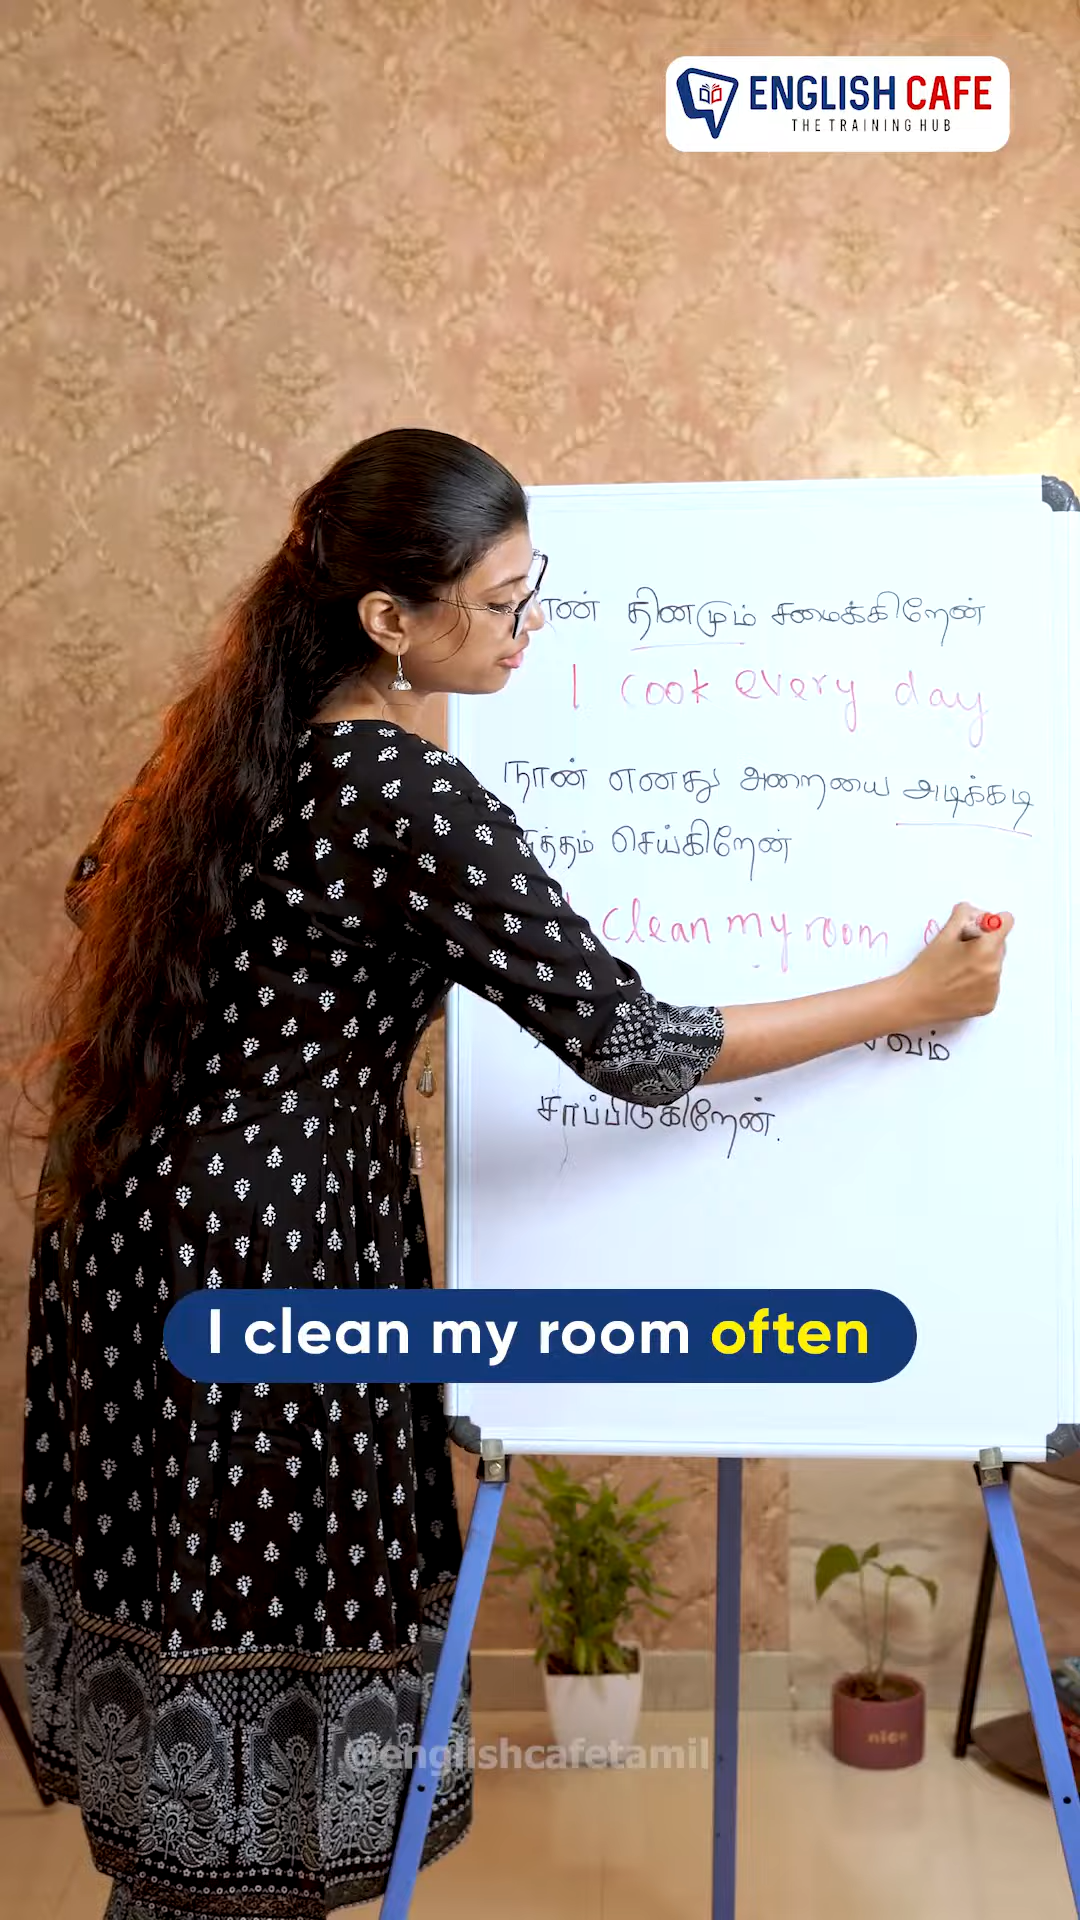 ENGLISH CAFE
THE TRAINING HUB
தினமும் சமைக்கிறேன்
I cook every day
நான் எனது அறையை அடிக்கடி
சுத்தம் செய்கிறேன்
clean my room
சாப்பிடுகிறேன்.
I clean my room often
nice
@englishcafetamil